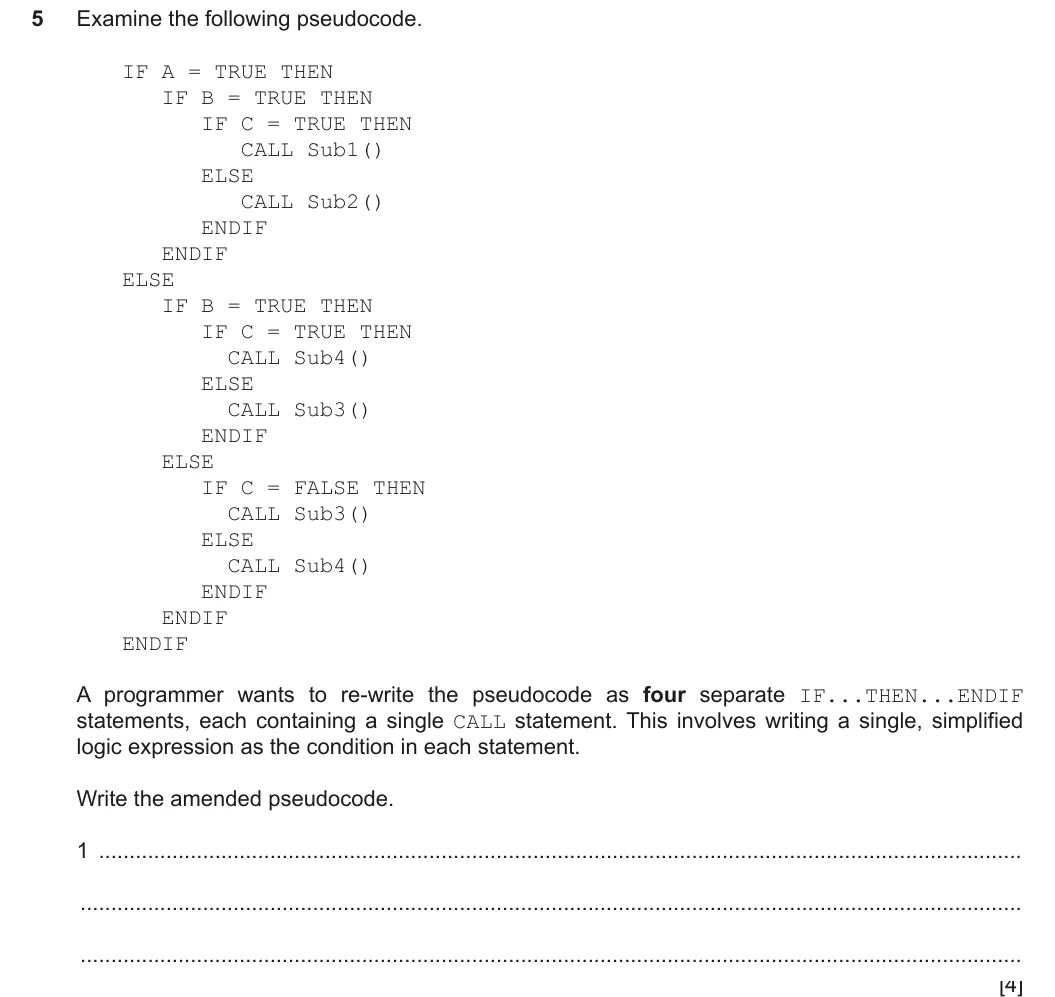 5 Examine the following pseudocode.
IF A = TRUE THEN
IF B = TRUE THEN
IF C = TRUE THEN
CALL Sub1()
ELSE
CALL Sub2()
ENDIF
ENDIF
ELSE
IF B = TRUE THEN
IF C = TRUE THEN
CALL Sub4()
ELSE
CALL Sub3()
ENDIF
ELSE
IF C = FALSE THEN
CALL Sub3()
ELSE
CALL Sub4()
ENDIF
ENDIF
ENDIF
A programmer wants to re-write the pseudocode as four separate IF...THEN...ENDIF
statements, each containing a single CALL statement. This involves writing a single, simplified
logic expression as the condition in each statement.
Write the amended pseudocode.
1 ..........................................................................................................................................................
..............................................................................................................................................................
..............................................................................................................................................................
[4]